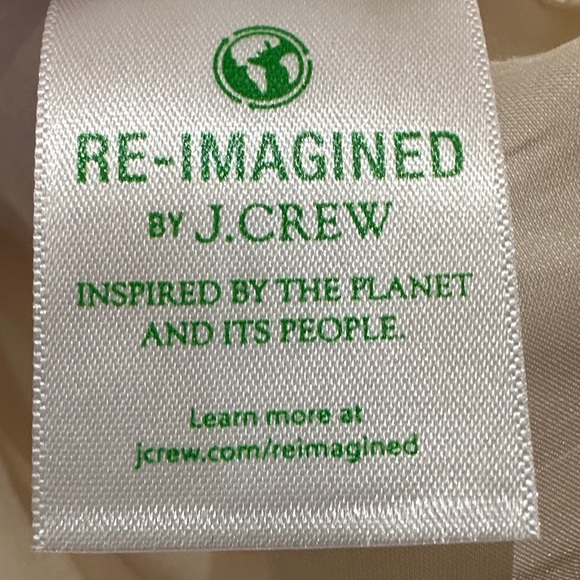 RE-IMAGINED
BY J.CREW
INSPIRED BY THE PLANET
AND ITS PEOPLE.
Learn more at
jcrew.com/reimagined